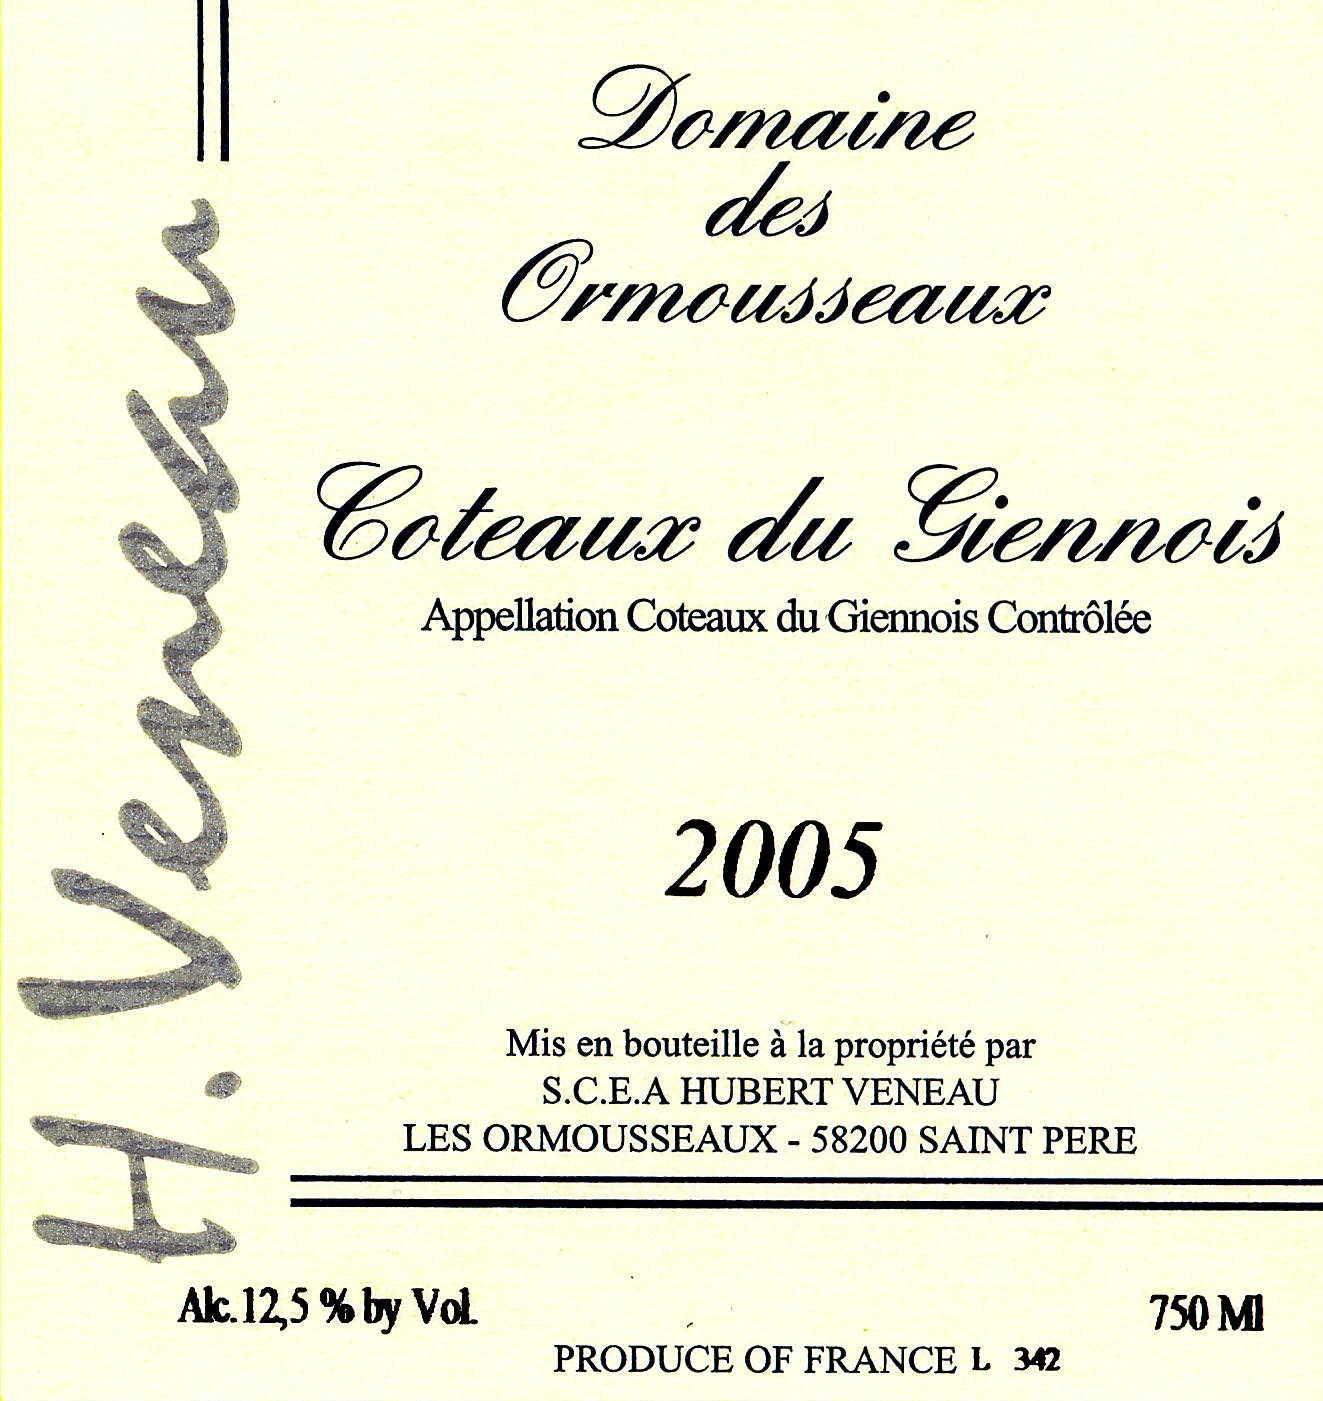 Domaine
des
Ormousseaux
Coteaux du Giennois
Appellation Coteaux du Giennois Contrôlée
2005
Mis en bouteille à la propriété par
S.C.E.A HUBERT VENEAU
LES ORMOUSSEAUX - 58200 SAINT PERE
H. Veneau
Alc.12,5 % by Vol.
750 Ml
PRODUCE OF FRANCE L 342